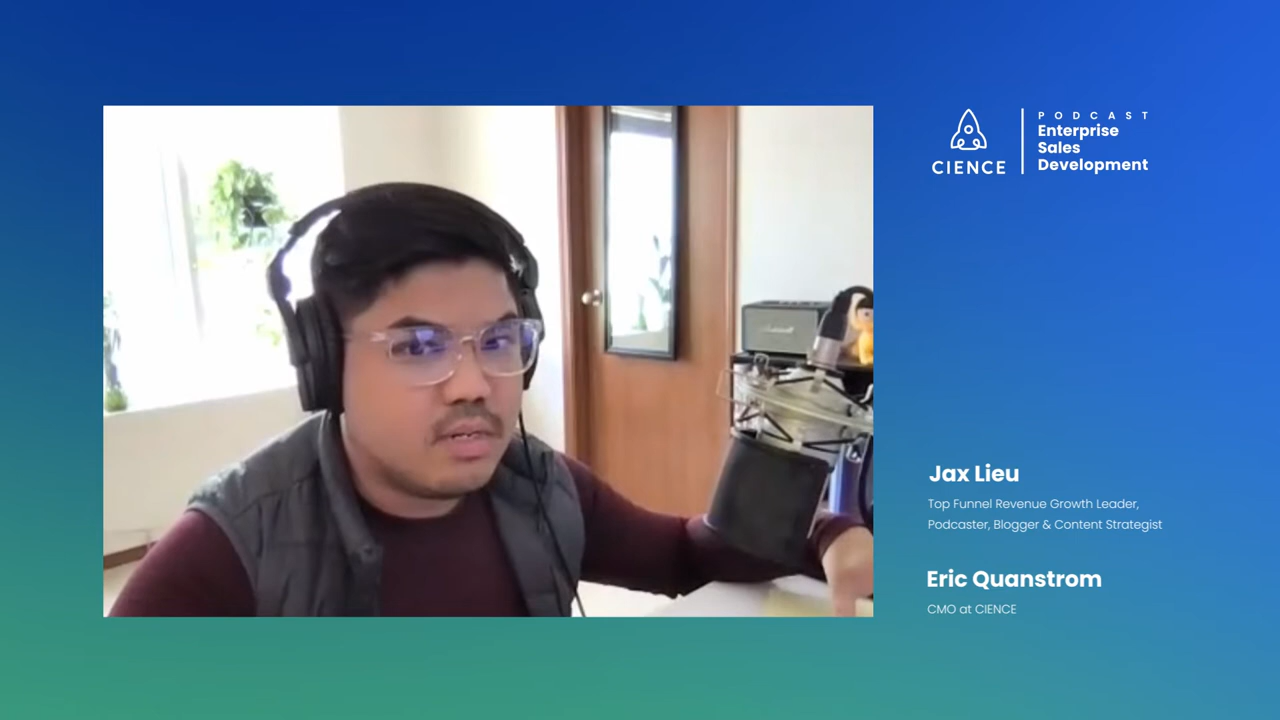 CIENCE
PODCAST
Enterprise
Sales
Development
Marshall
Jax Lieu
Top Funnel Revenue Growth Leader,
Podcaster, Blogger & Content Strategist
Eric Quanstrom
CMO at CIENCE